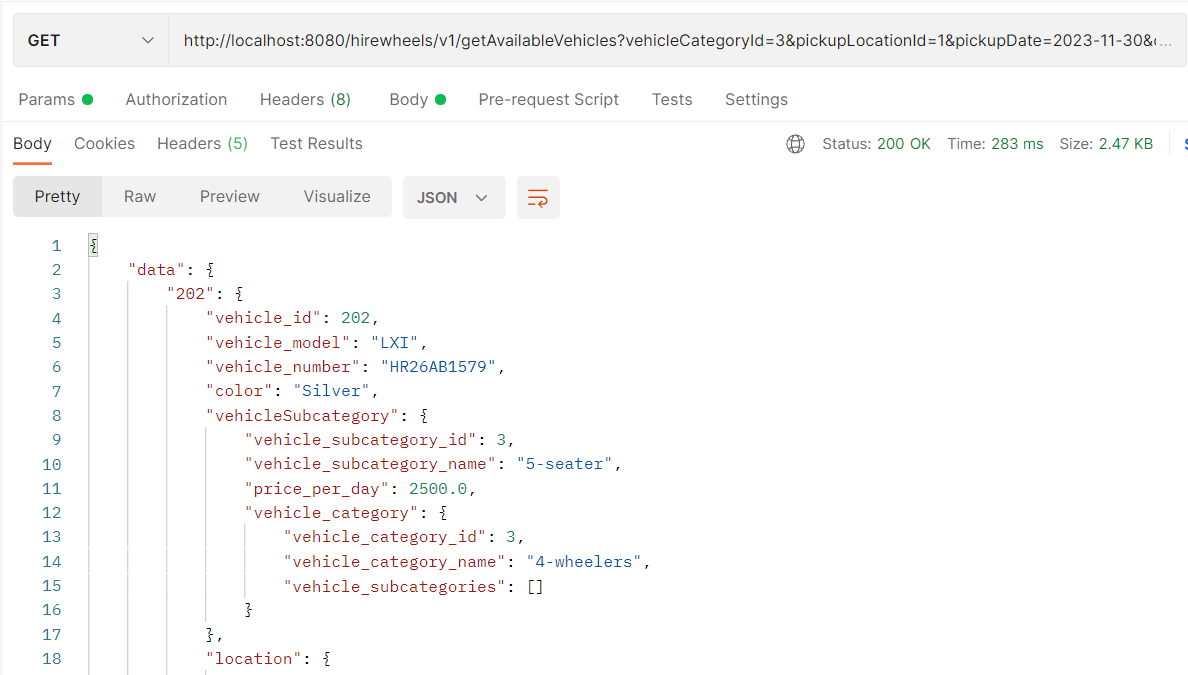 GET http://localhost:8080/hirewheels/v1/getAvailableVehicles?vehicleCategoryId=3&pickupLocationId=1&pickupDate=2023-11-30&...
Params Authorization Headers (8) Body Pre-request Script Tests Settings
Body Cookies Headers (5) Test Results Status: 200 OK Time: 283 ms Size: 2.47 KB
Pretty Raw Preview Visualize JSON
1 {
2 "data": {
3 "202": {
4 "vehicle_id": 202,
5 "vehicle_model": "LXI",
6 "vehicle_number": "HR26AB1579",
7 "color": "Silver",
8 "vehicleSubcategory": {
9 "vehicle_subcategory_id": 3,
10 "vehicle_subcategory_name": "5-seater",
11 "price_per_day": 2500.0,
12 "vehicle_category": {
13 "vehicle_category_id": 3,
14 "vehicle_category_name": "4-wheelers",
15 "vehicle_subcategories": []
16 }
17 },
18 "location": {